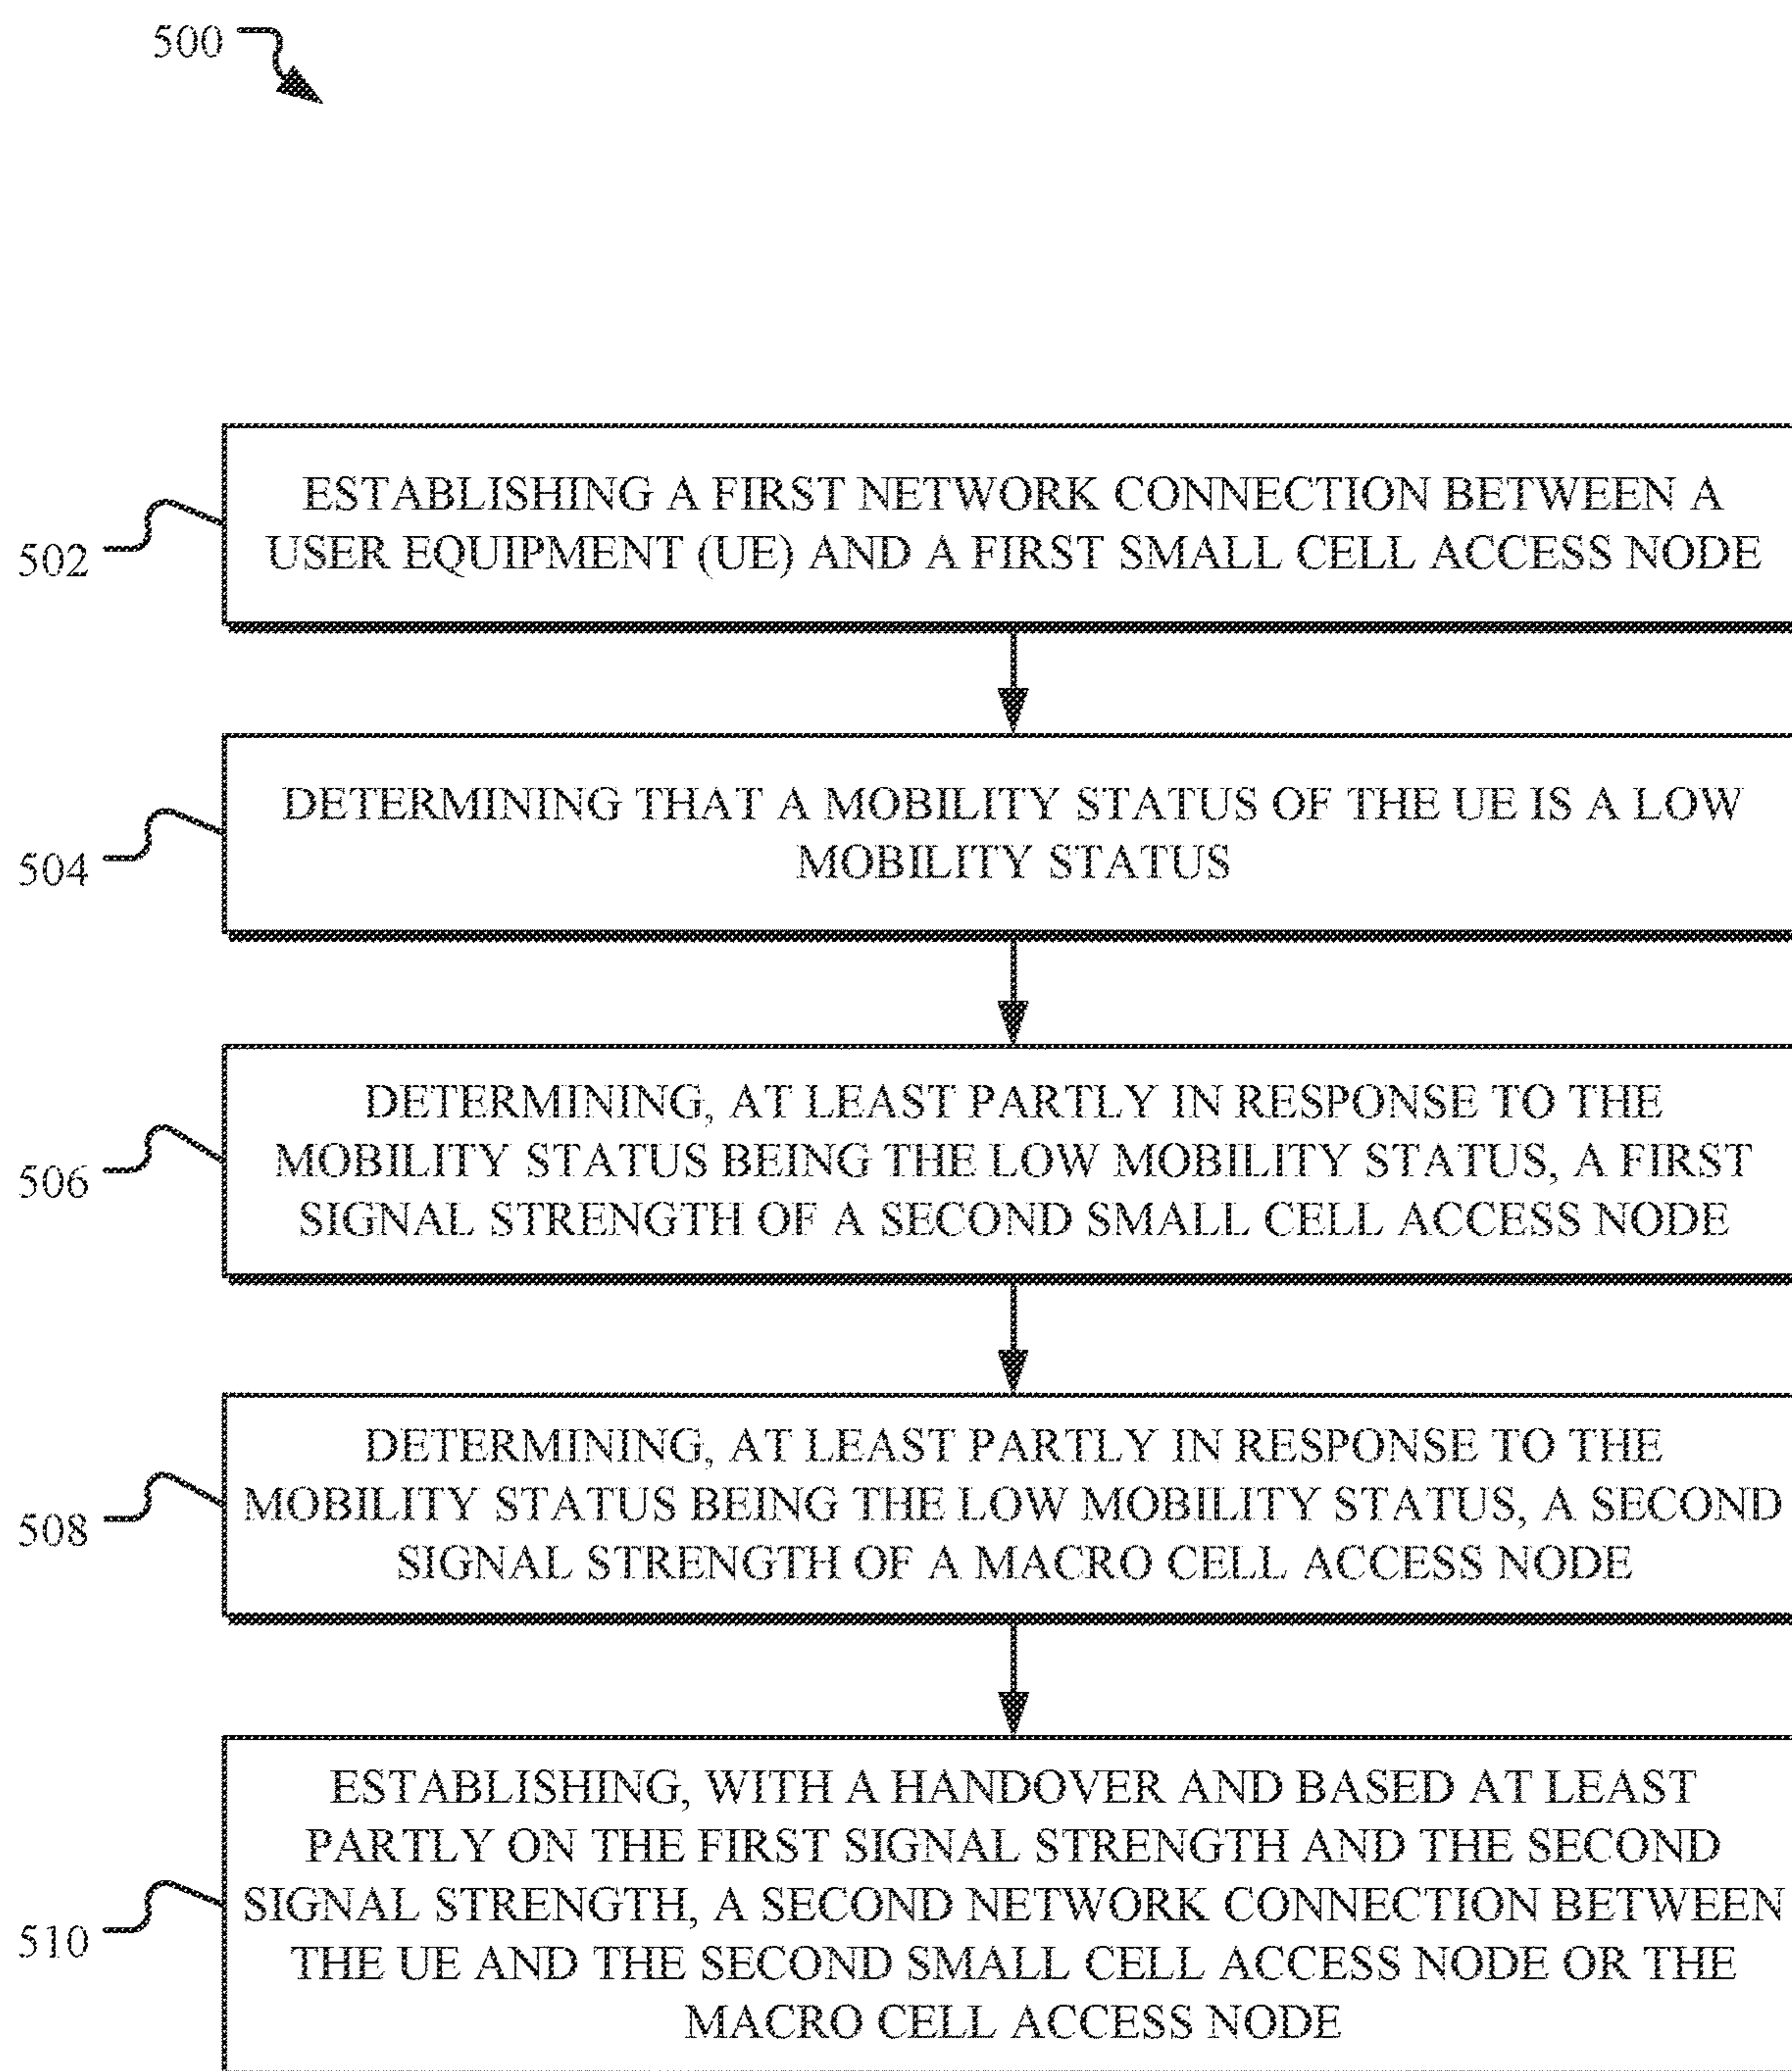 500
502
ESTABLISHING A FIRST NETWORK CONNECTION BETWEEN A
USER EQUIPMENT (UE) AND A FIRST SMALL CELL ACCESS NODE
504
DETERMINING THAT A MOBILITY STATUS OF THE UE IS A LOW
MOBILITY STATUS
506
DETERMINING, AT LEAST PARTLY IN RESPONSE TO THE
MOBILITY STATUS BEING THE LOW MOBILITY STATUS, A FIRST
SIGNAL STRENGTH OF A SECOND SMALL CELL ACCESS NODE
508
DETERMINING, AT LEAST PARTLY IN RESPONSE TO THE
MOBILITY STATUS BEING THE LOW MOBILITY STATUS, A SECOND
SIGNAL STRENGTH OF A MACRO CELL ACCESS NODE
510
ESTABLISHING, WITH A HANDOVER AND BASED AT LEAST
PARTLY ON THE FIRST SIGNAL STRENGTH AND THE SECOND
SIGNAL STRENGTH, A SECOND NETWORK CONNECTION BETWEEN
THE UE AND THE SECOND SMALL CELL ACCESS NODE OR THE
MACRO CELL ACCESS NODE